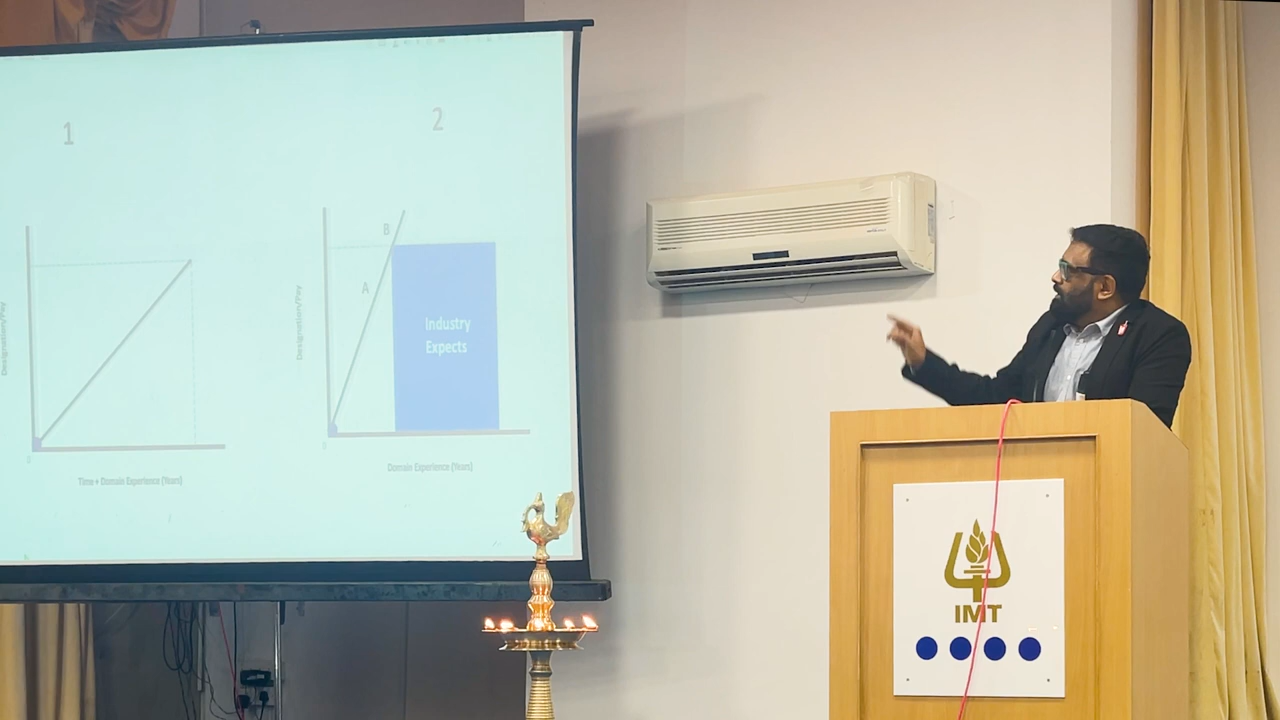 1
2
Designation/Pay
Time + Domain Experience (Years)
Designation/Pay
B
A
Industry
Expects
Domain Experience (Years)
IMT